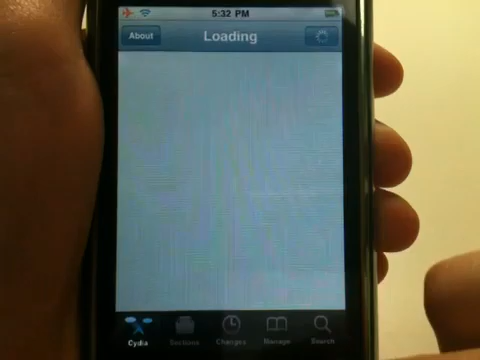 5:32 PM
About
Loading
Cydia
Sections
Changes
Manage
Search